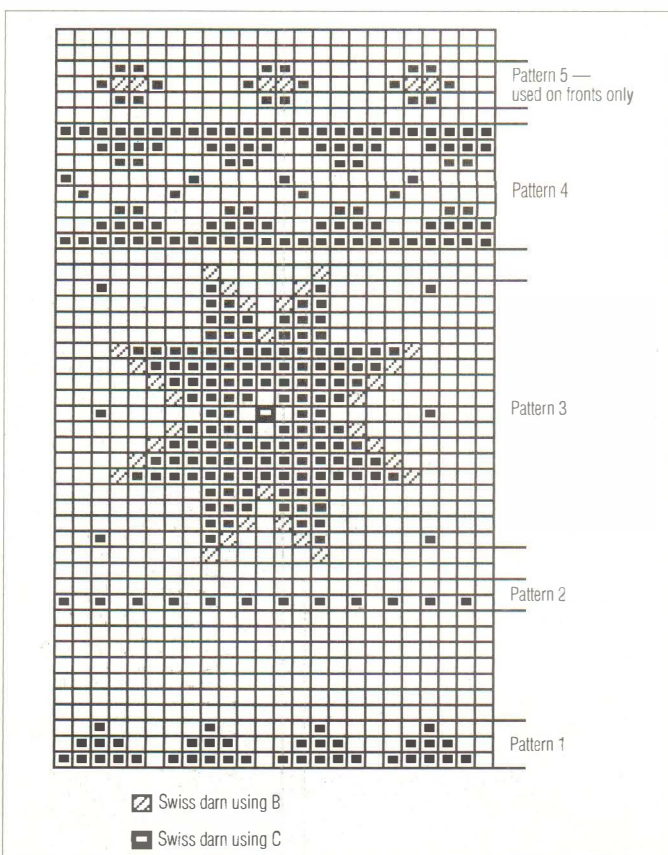 Pattern 5 —
used on fronts only
Pattern 4
Pattern 3
Pattern 2
Pattern 1
Swiss darn using B
Swiss darn using C